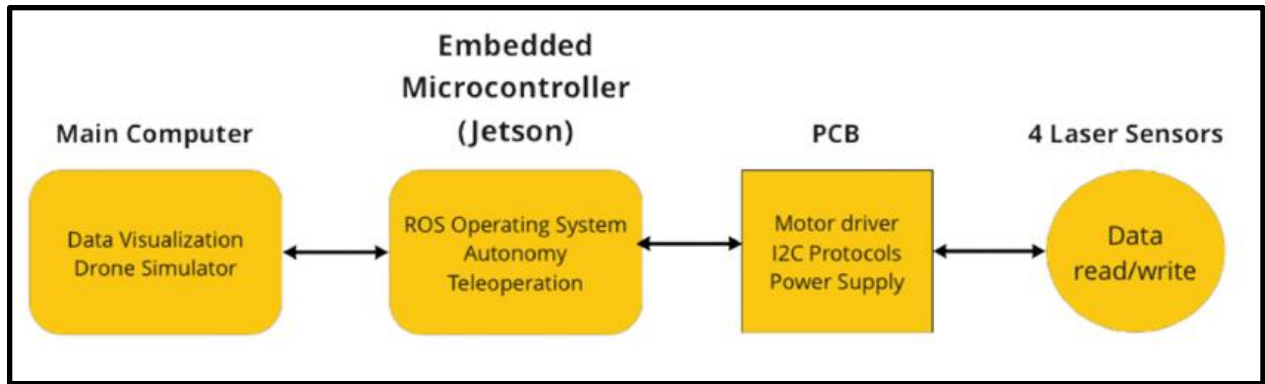 Main Computer
Data Visualization
Drone Simulator
Embedded
Microcontroller
(Jetson)
ROS Operating System
Autonomy
Teleoperation
PCB
Motor driver
I2C Protocols
Power Supply
4 Laser Sensors
Data
read/write